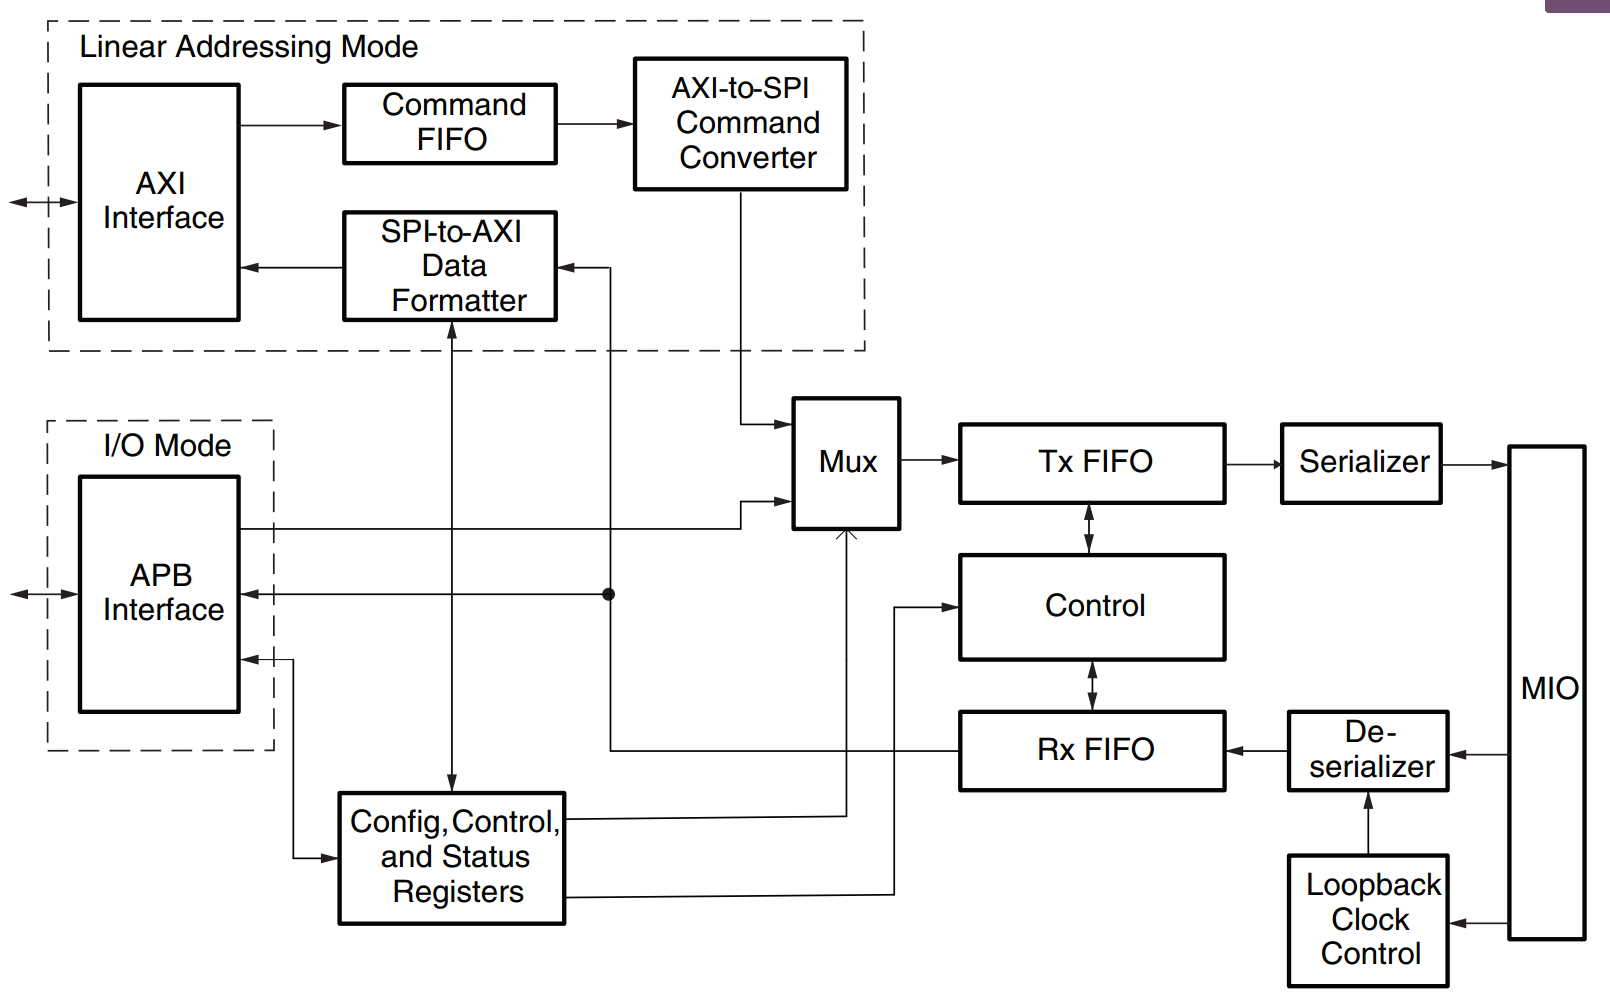 Linear Addressing Mode
AXI
Interface
Command
FIFO
AXI-to-SPI
Command
Converter
SPI-to-AXI
Data
Formatter
I/O Mode
APB
Interface
Mux
Tx FIFO
Serializer
Control
MIO
Rx FIFO
De-
serializer
Config, Control,
and Status
Registers
Loopback
Clock
Control